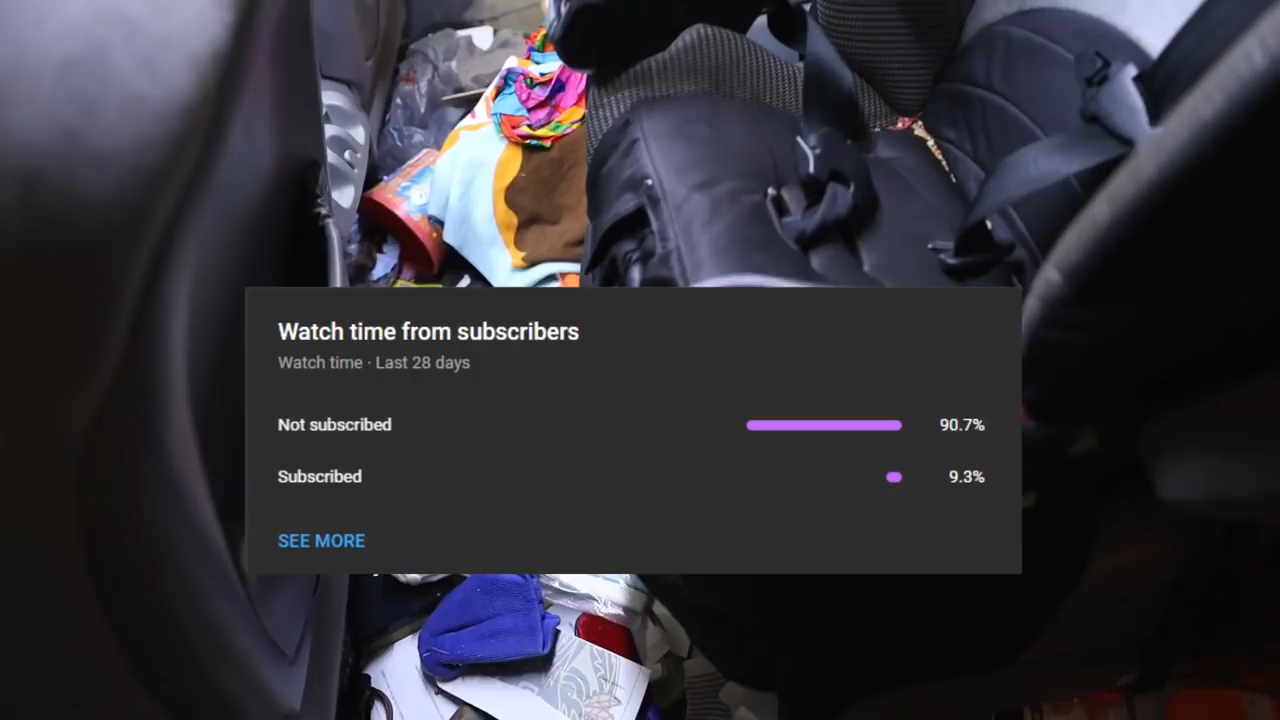 Watch time from subscribers
Watch time · Last 28 days
Not subscribed 90.7%
Subscribed 9.3%
SEE MORE